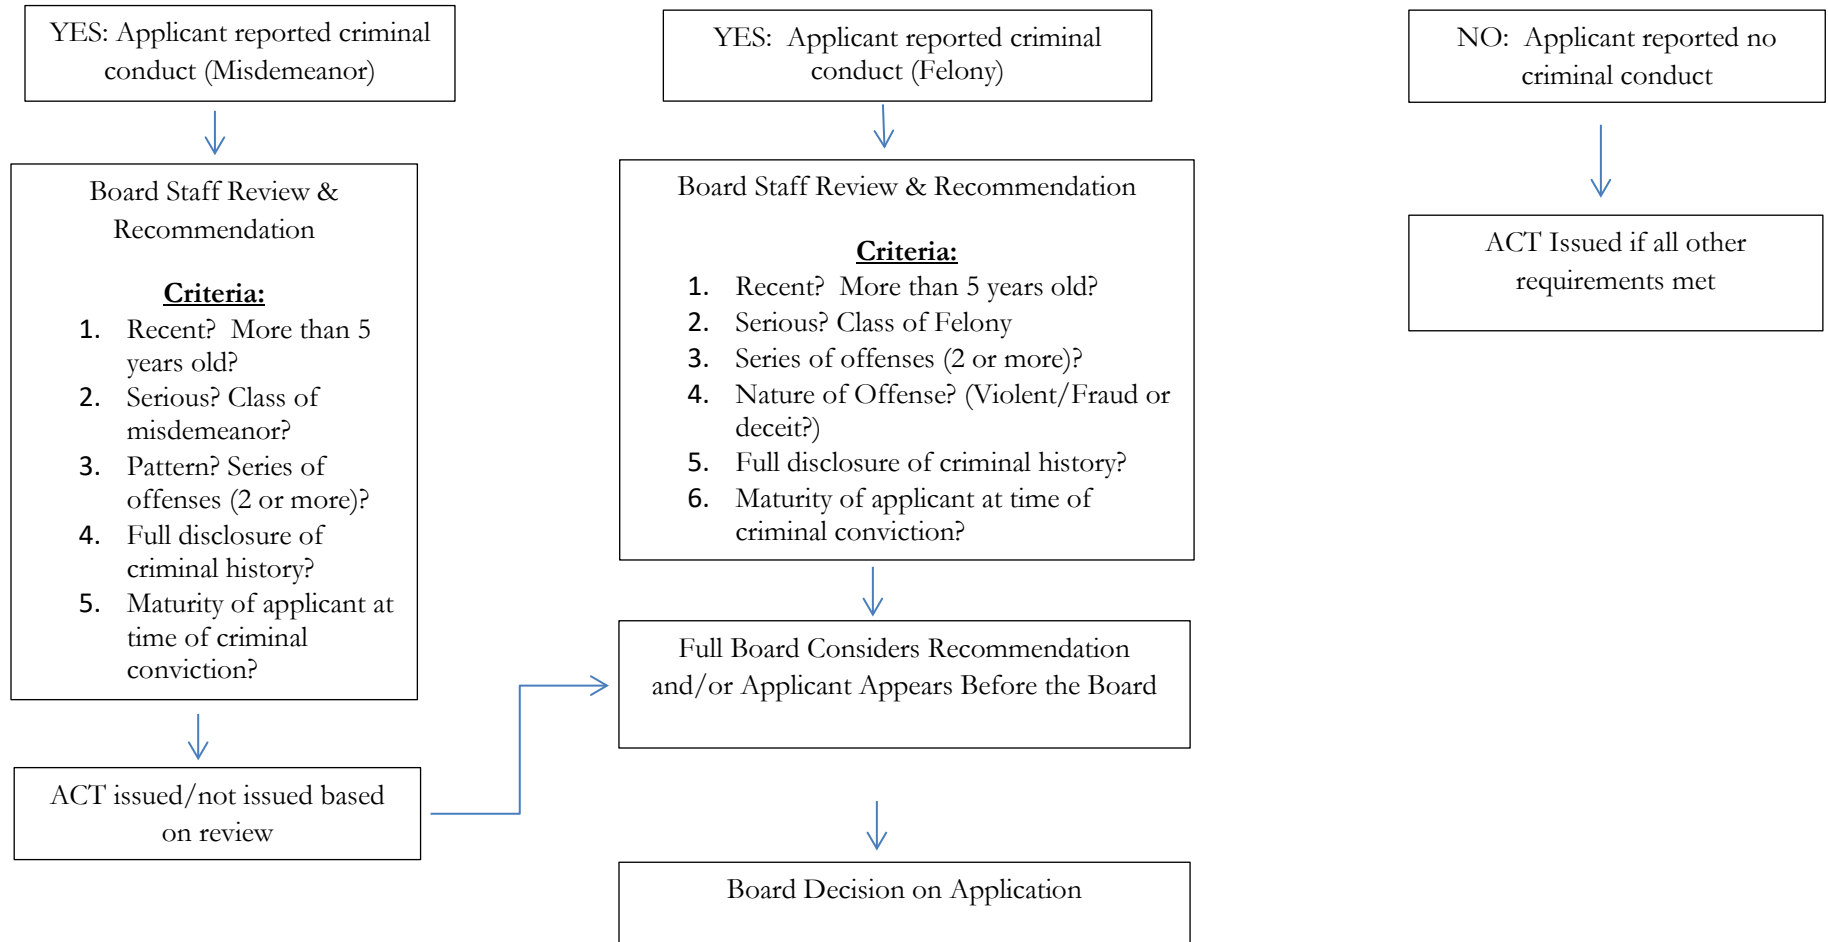 YES: Applicant reported criminal
conduct (Misdemeanor)
Board Staff Review &
Recommendation
Criteria:
1. Recent? More than 5
years old?
2. Serious? Class of
misdemeanor?
3. Pattern? Series of
offenses (2 or more)?
4. Full disclosure of
criminal history?
5. Maturity of applicant at
time of criminal
conviction?
ACT issued/not issued based
on review
YES: Applicant reported criminal
conduct (Felony)
Board Staff Review & Recommendation
Criteria:
1. Recent? More than 5 years old?
2. Serious? Class of Felony
3. Series of offenses (2 or more)?
4. Nature of Offense? (Violent/Fraud or
deceit?)
5. Full disclosure of criminal history?
6. Maturity of applicant at time of
criminal conviction?
Full Board Considers Recommendation
and/or Applicant Appears Before the Board
Board Decision on Application
NO: Applicant reported no
criminal conduct
ACT Issued if all other
requirements met